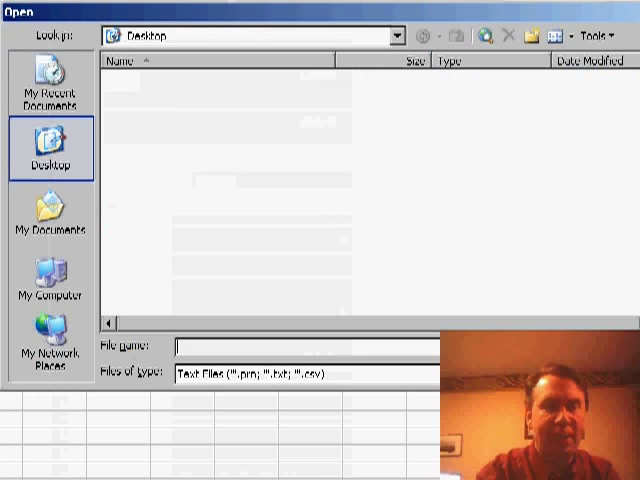 Open
Look in:
Desktop
Tools
Name
Size
Type
Date Modified
My Recent
Documents
Desktop
My Documents
My Computer
My Network
Places
File name:
Files of type:
Text Files (*.prn; *.txt; *.csv)